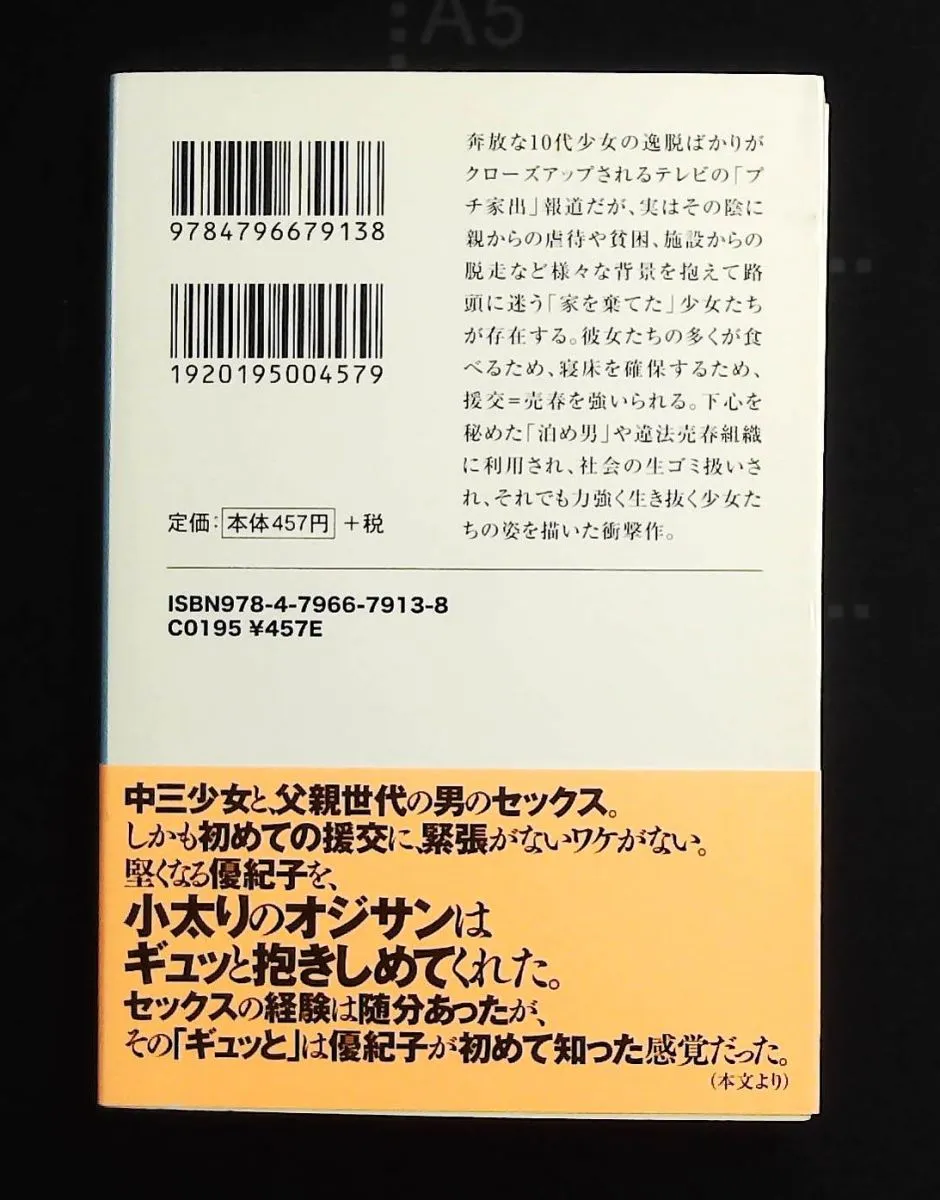 A5
9784796679138
1920195004579
定価:本体457円+税
奔放な10代少女の逸脱ばかりが
クローズアップされるテレビの「プ
チ家出」報道だが、実はその陰に
親からの虐待や貧困、施設からの
脱走など様々な背景を抱えて路
頭に迷う「家を棄てた」少女たち
が存在する。彼女たちの多くが食
べるため、寝床を確保するため、
援交=売春を強いられる。下心を
秘めた「泊め男」や違法売春組織
に利用され、社会の生ゴミ扱いさ
れ、それでも力強く生き抜く少女た
ちの姿を描いた衝撃作。
ISBN978-4-7966-7913-8
C0195 ¥457E
中三少女と、父親世代の男のセックス。
しかも初めての援交に、緊張がないワケがない。
堅くなる優紀子を、
小太りのオジサンは
ギュッと抱きしめてくれた。
セックスの経験は随分あったが、
その「ギュッと」は優紀子が初めて知った感覚だった。
(本文より)